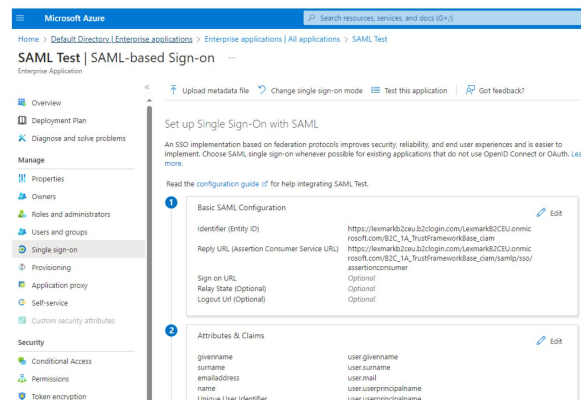 Microsoft Azure
Search resources, services, and docs (G+/)
Home > Default Directory | Enterprise applications > Enterprise applications | All applications > SAML Test
SAML Test | SAML-based Sign-on ...
Enterprise Application
Upload metadata file Change single sign-on mode Test this application Got feedback?
Overview
Deployment Plan
Diagnose and solve problems
Manage
Properties
Owners
Roles and administrators
Users and groups
Single sign-on
Provisioning
Application proxy
Self-service
Custom security attributes
Security
Conditional Access
Permissions
Token encryption
Set up Single Sign-On with SAML
An SSO implementation based on federation protocols improves security, reliability, and end user experiences and is easier to
implement. Choose SAML single sign-on whenever possible for existing applications that do not use OpenID Connect or OAuth. Lea
more.
Read the configuration guide for help integrating SAML Test.
1
Basic SAML Configuration
Edit
Identifier (Entity ID) https://lexmarkb2ceu.b2clogin.com/LexmarkB2CEU.onmic
rosoft.com/B2C_1A_TrustFrameworkBase_ciam
Reply URL (Assertion Consumer Service URL) https://lexmarkb2ceu.b2clogin.com/LexmarkB2CEU.onmic
rosoft.com/B2C_1A_TrustFrameworkBase_ciam/samlp/sso/
assertionconsumer
Sign on URL Optional
Relay State (Optional) Optional
Logout Url (Optional) Optional
2
Attributes & Claims
Edit
givenname user.givenname
surname user.surname
emailaddress user.mail
name user.userprincipalname
Unique User Identifier user.userprincipalname